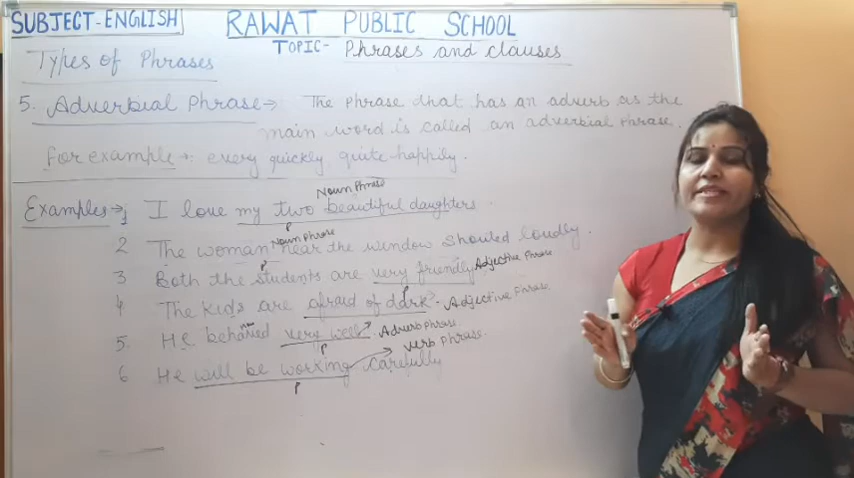 SUBJECT-ENGLISH
RAWAT PUBLIC SCHOOL
TOPIC- Phrases and clauses
Types of Phrases
5. Adverbial Phrase → The phrase that has an adverb as the
main word is called an adverbial phrase.
for example → every quickly quite happily.
Noun Phrase
Examples → 1 I love my two beautiful daughters.
P
Noun Phrase
2 The woman near the window shouted loudly.
P
3 Both the students are very friendly Adjective Phrase
P
4 The kids are afraid of dark - Adjective Phrase.
5. He behaved very well → Adverb phrase
P
verb phrase.
6 He will be working carefully
P